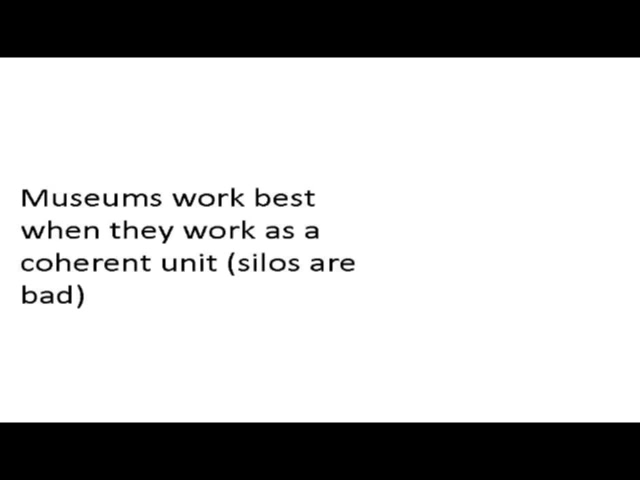 Museums work best
when they work as a
coherent unit (silos are
bad)